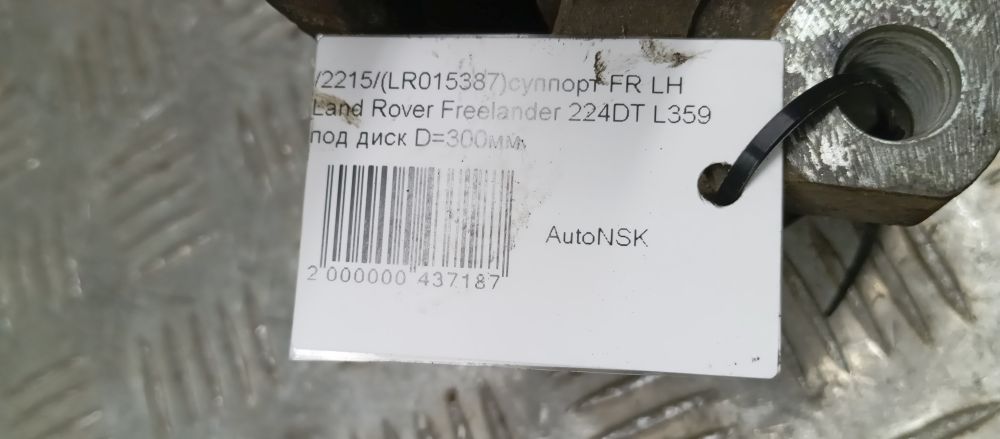 /2215/(LR015387)суппорт FR LH
Land Rover Freelander 224DT L359
под диск D=300мм.
AutoNSK
2 000000 437187